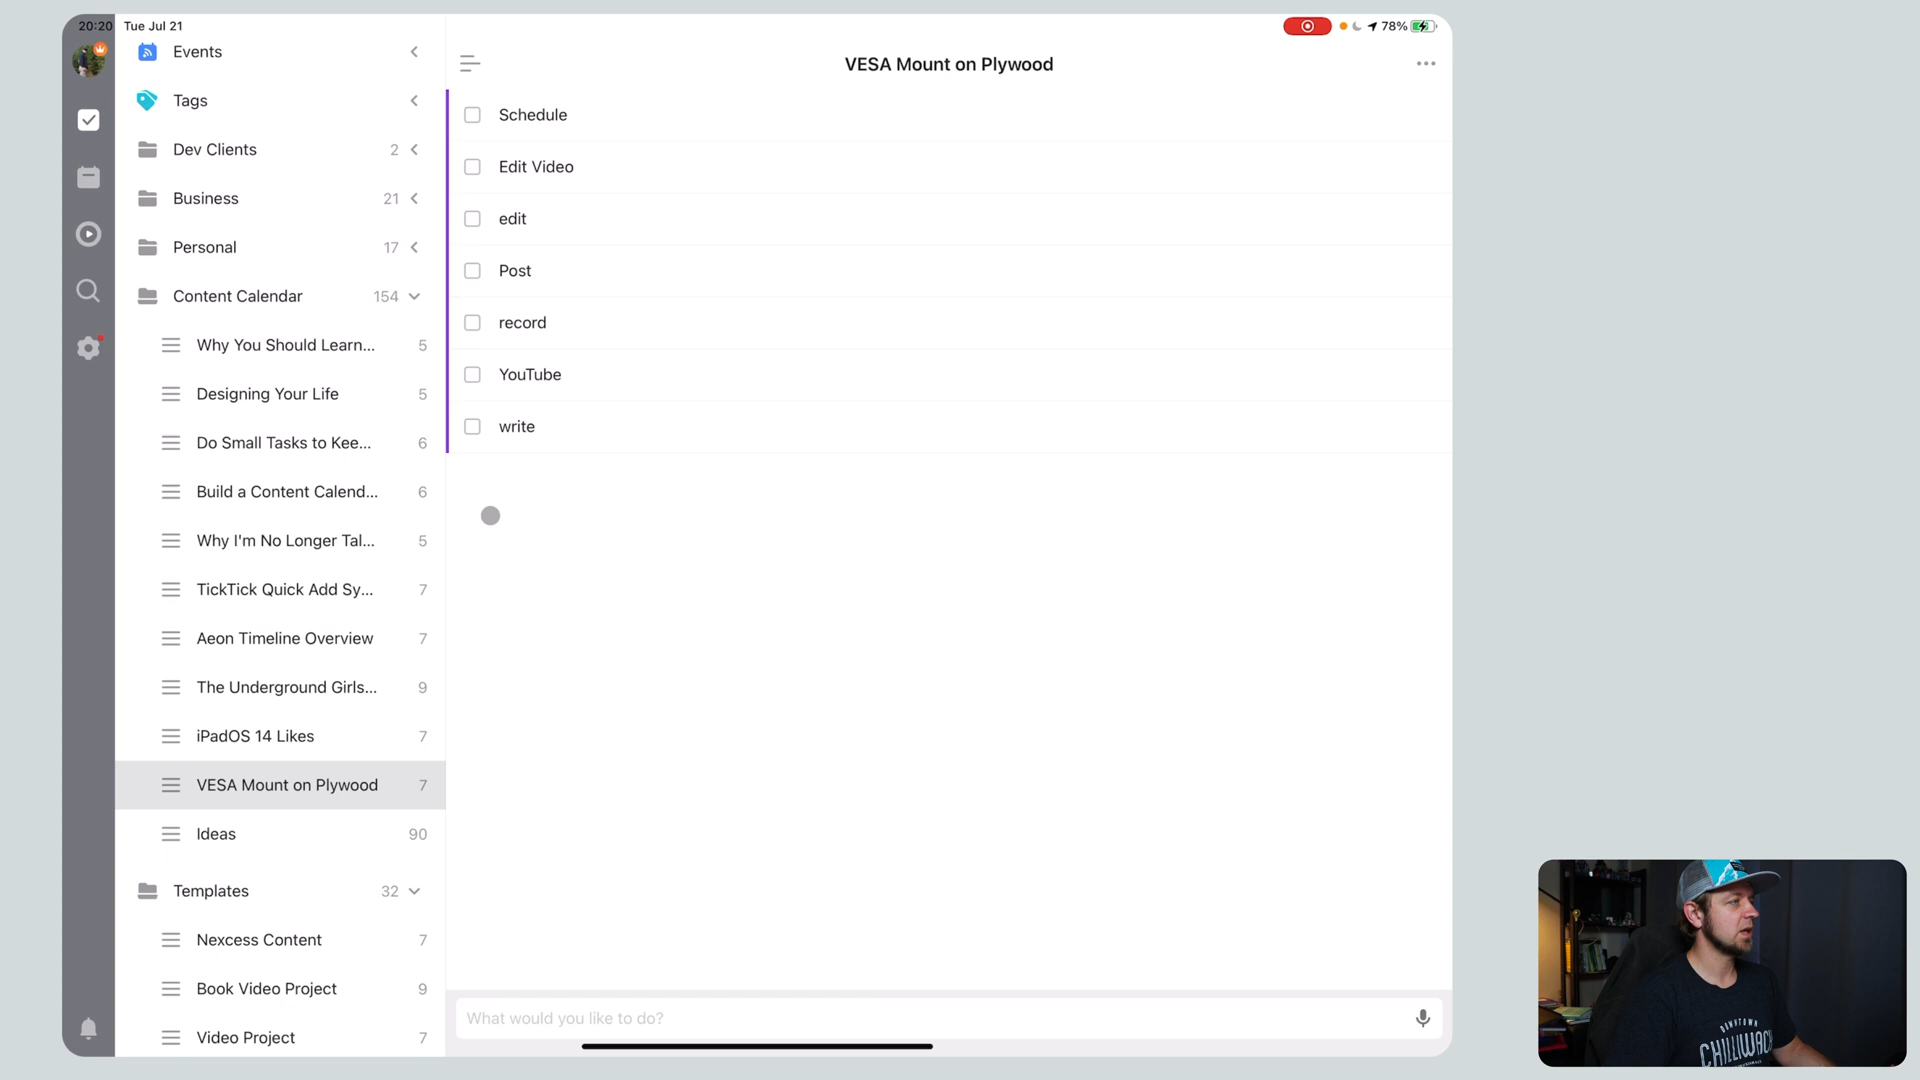 20:20 Tue Jul 21
78%
Events
Tags
Dev Clients 2
Business 21
Personal 17
Content Calendar 154
Why You Should Learn... 5
Designing Your Life 5
Do Small Tasks to Kee... 6
Build a Content Calend... 6
Why I'm No Longer Tal... 5
TickTick Quick Add Sy... 7
Aeon Timeline Overview 7
The Underground Girls... 9
iPadOS 14 Likes 7
VESA Mount on Plywood 7
Ideas 90
Templates 32
Nexcess Content 7
Book Video Project 9
Video Project 7
VESA Mount on Plywood
Schedule
Edit Video
edit
Post
record
YouTube
write
What would you like to do?
DOWNTOWN